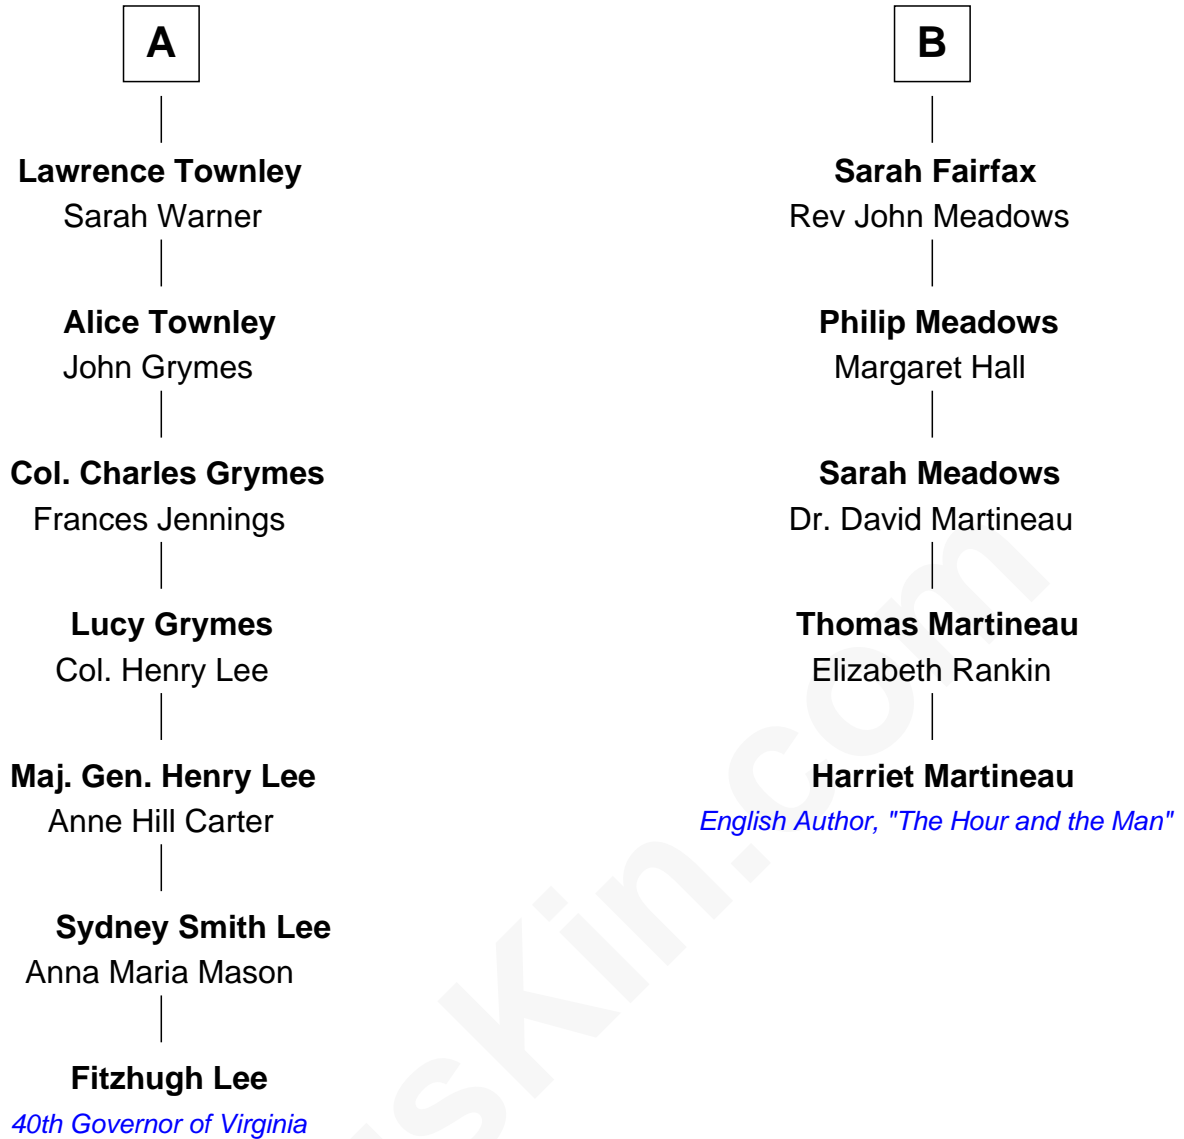 A
Lawrence Townley
Sarah Warner
Alice Townley
John Grymes
Col. Charles Grymes
Frances Jennings
Lucy Grymes
Col. Henry Lee
Maj. Gen. Henry Lee
Anne Hill Carter
Sydney Smith Lee
Anna Maria Mason
Fitzhugh Lee
40th Governor of Virginia
B
Sarah Fairfax
Rev John Meadows
Philip Meadows
Margaret Hall
Sarah Meadows
Dr. David Martineau
Thomas Martineau
Elizabeth Rankin
Harriet Martineau
English Author, "The Hour and the Man"
usKin.com